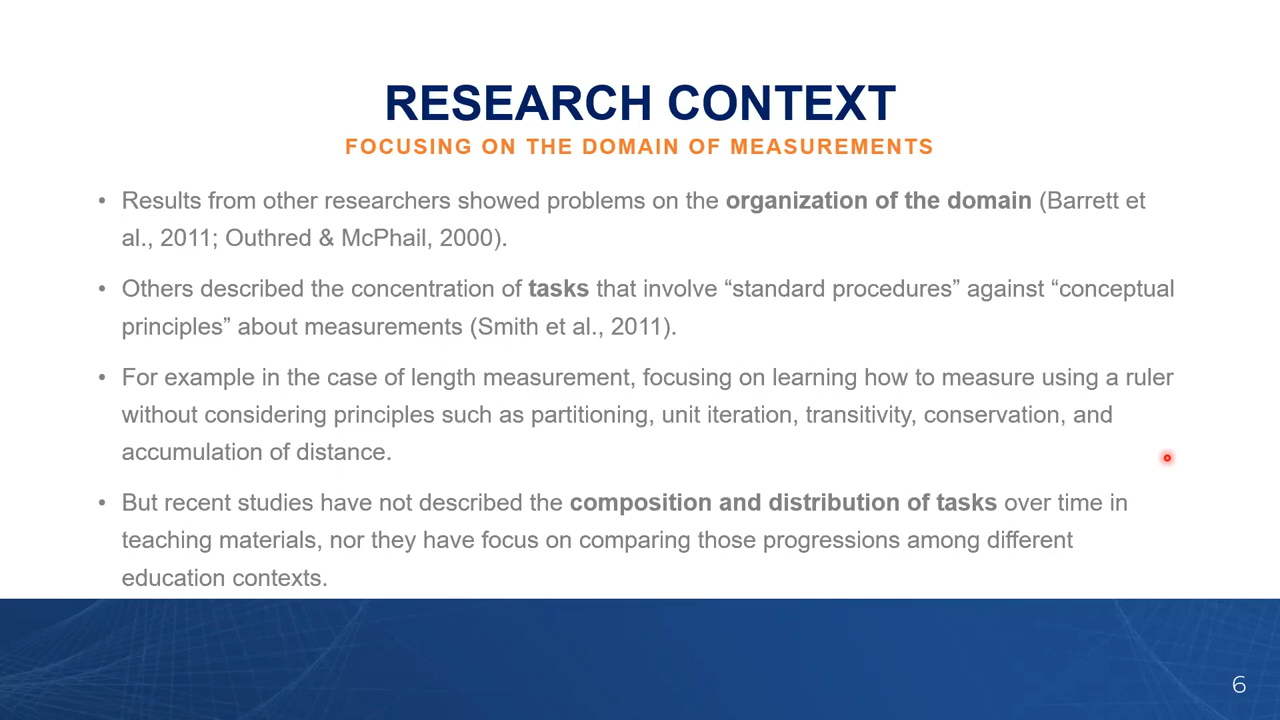 RESEARCH CONTEXT
FOCUSING ON THE DOMAIN OF MEASUREMENTS
• Results from other researchers showed problems on the organization of the domain (Barrett et
al., 2011; Outhred & McPhail, 2000).
• Others described the concentration of tasks that involve “standard procedures” against “conceptual
principles” about measurements (Smith et al., 2011).
• For example in the case of length measurement, focusing on learning how to measure using a ruler
without considering principles such as partitioning, unit iteration, transitivity, conservation, and
accumulation of distance.
• But recent studies have not described the composition and distribution of tasks over time in
teaching materials, nor they have focus on comparing those progressions among different
education contexts.
6